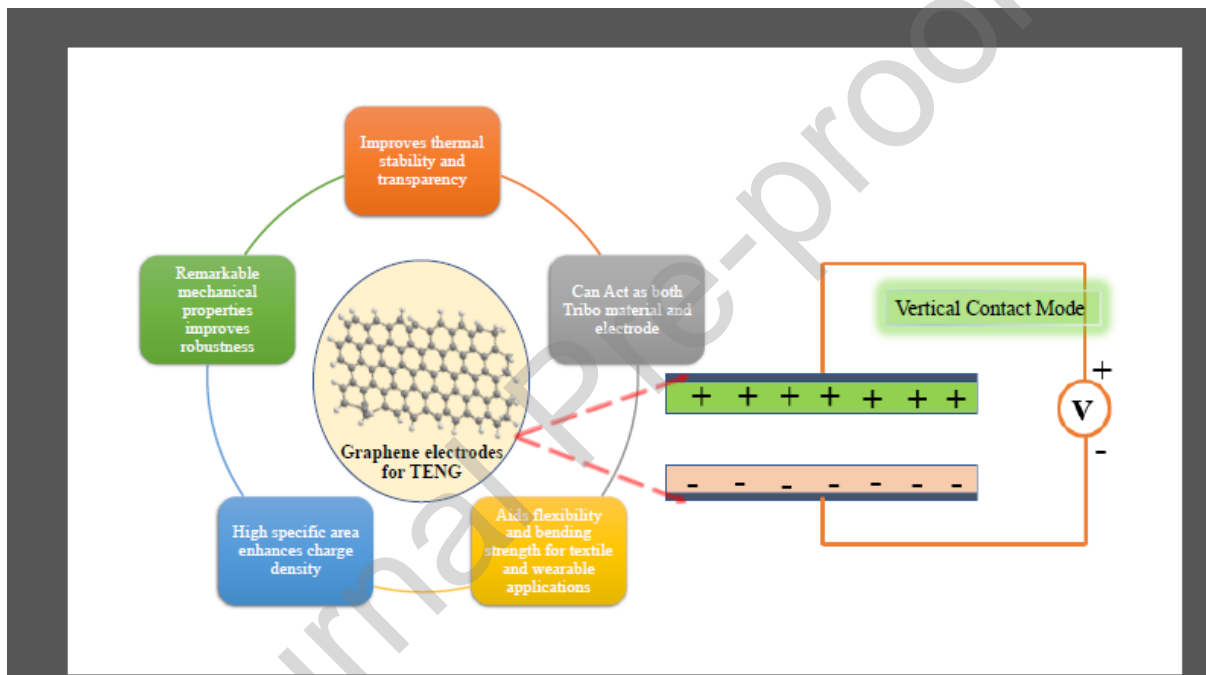 Improves thermal
stability and
transparency
Remarkable
mechanical
properties
improves
robustness
Can Act as both
Tribo material and
electrode
Graphene electrodes
for TENG
High specific area
enhances charge
density
Aids flexibility
and bending
strength for textile
and wearable
applications
Vertical Contact Mode
+ + + + + + +
- - - - - - -
+
V
-
Journal Pre-proof